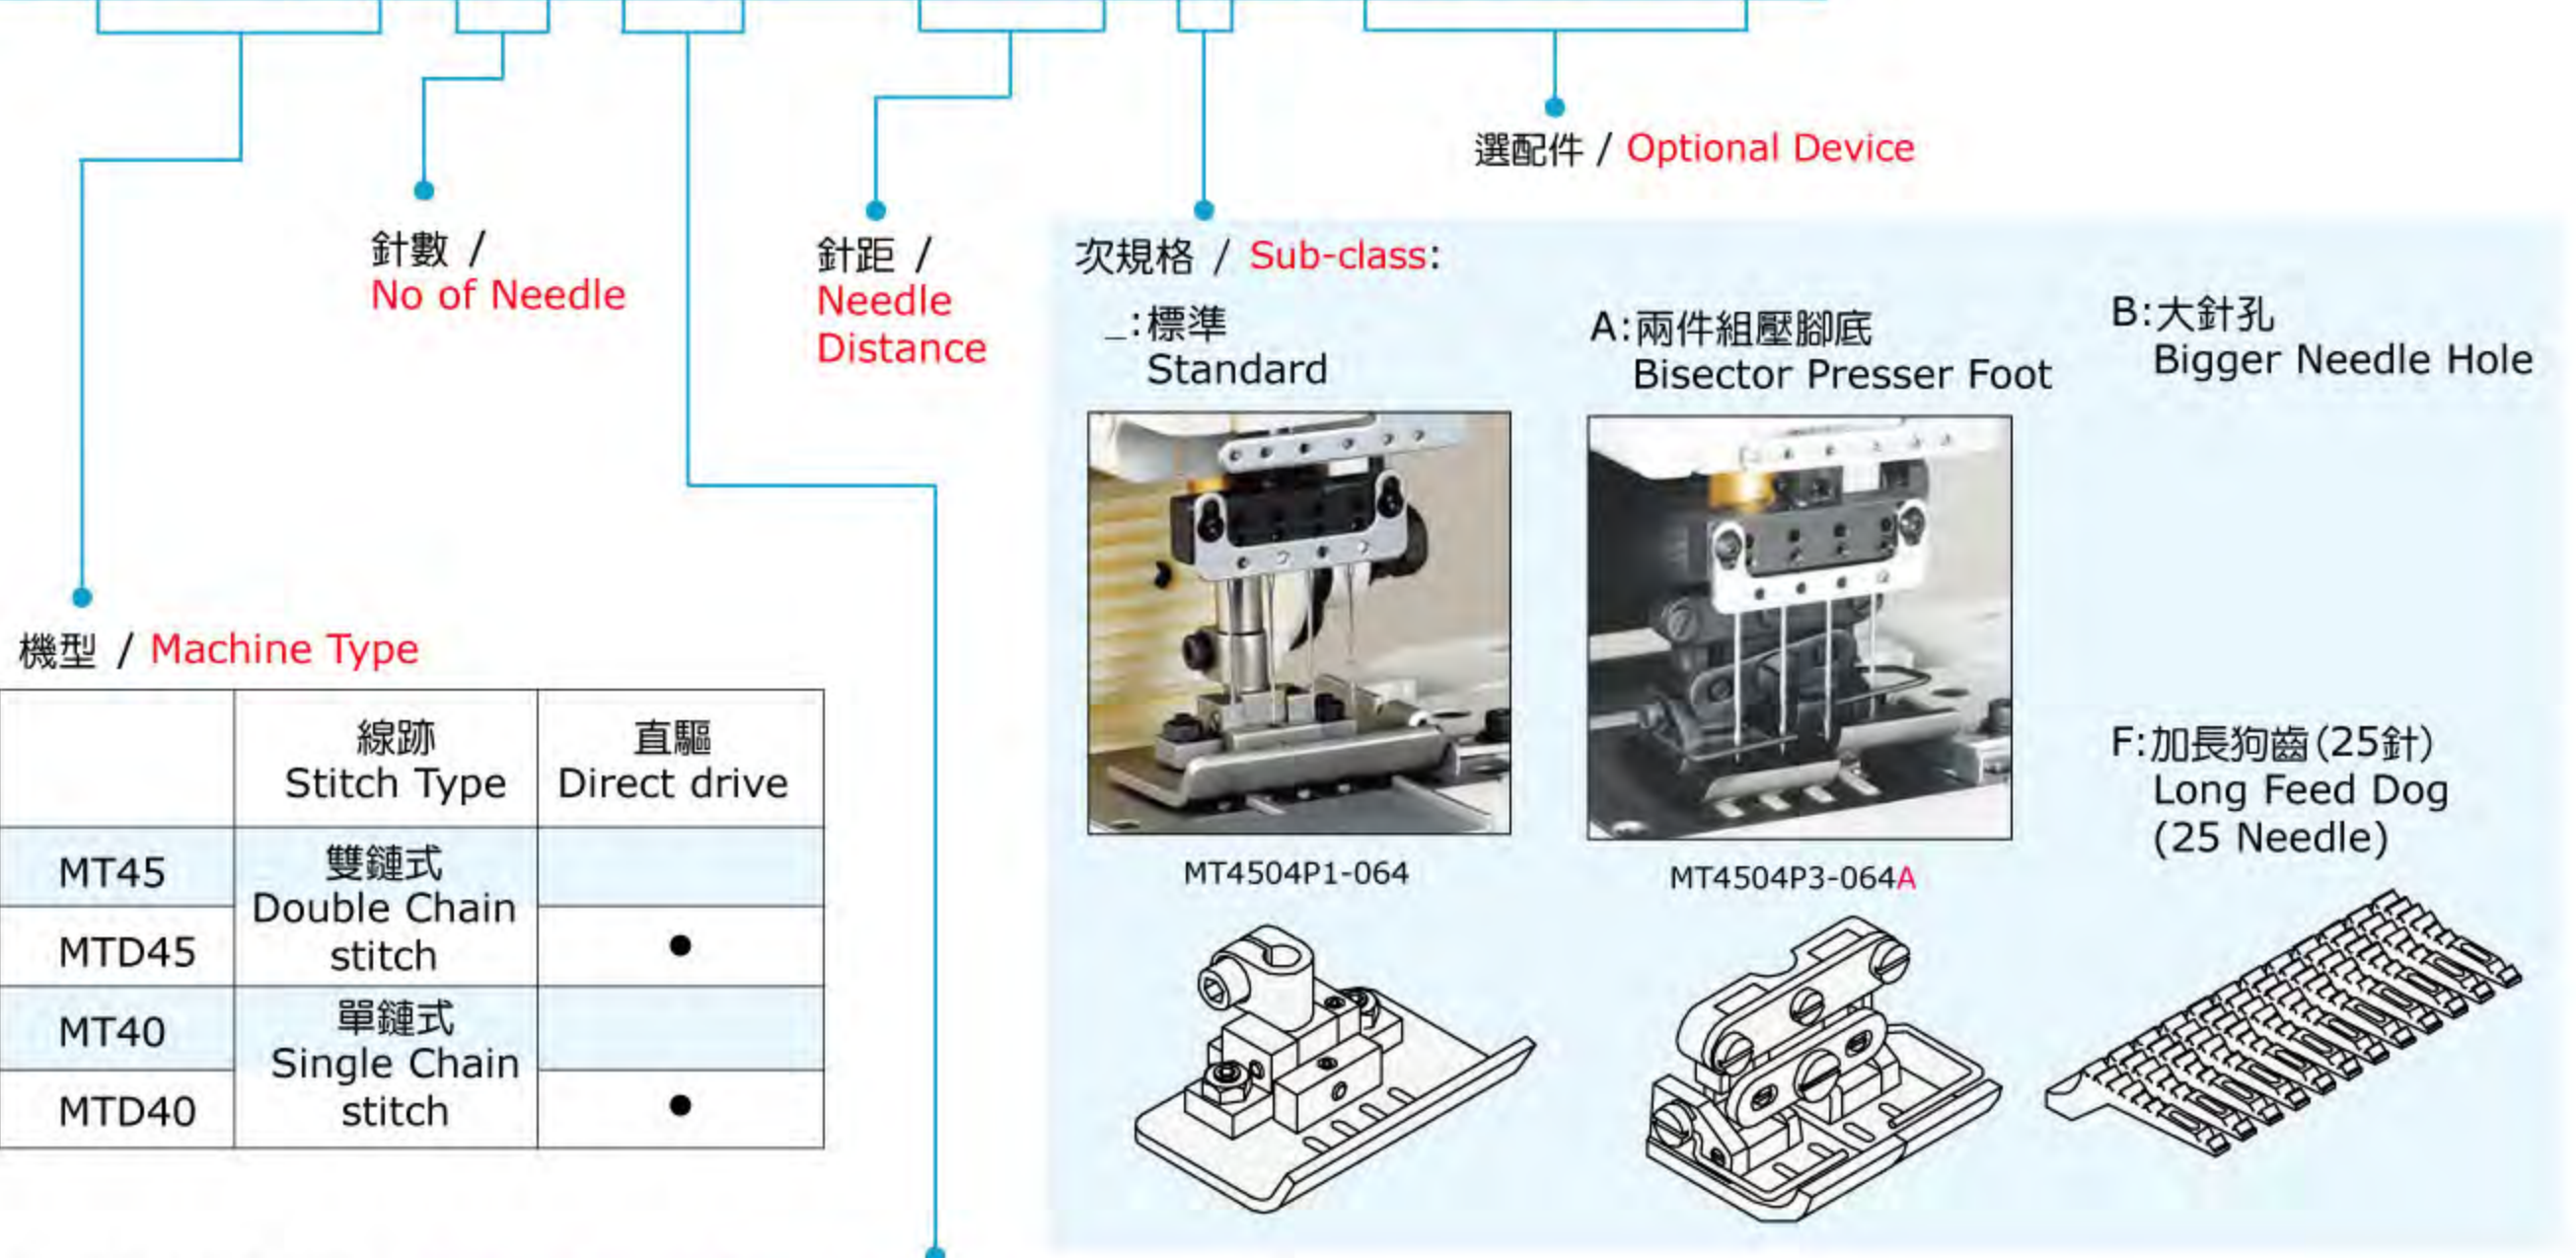 選配件 / Optional Device
針數 /
No of Needle
針距 /
Needle
Distance
次規格 / Sub-class:
_:標準
Standard
A:兩件組壓腳底
Bisector Presser Foot
B:大針孔
Bigger Needle Hole
MT4504P1-064
MT4504P3-064A
F:加長狗齒(25針)
Long Feed Dog
(25 Needle)
機型 / Machine Type
線跡
Stitch Type
直驅
Direct drive
MT45
雙鏈式
Double Chain
stitch
MTD45
●
MT40
單鏈式
Single Chain
stitch
MTD40
●